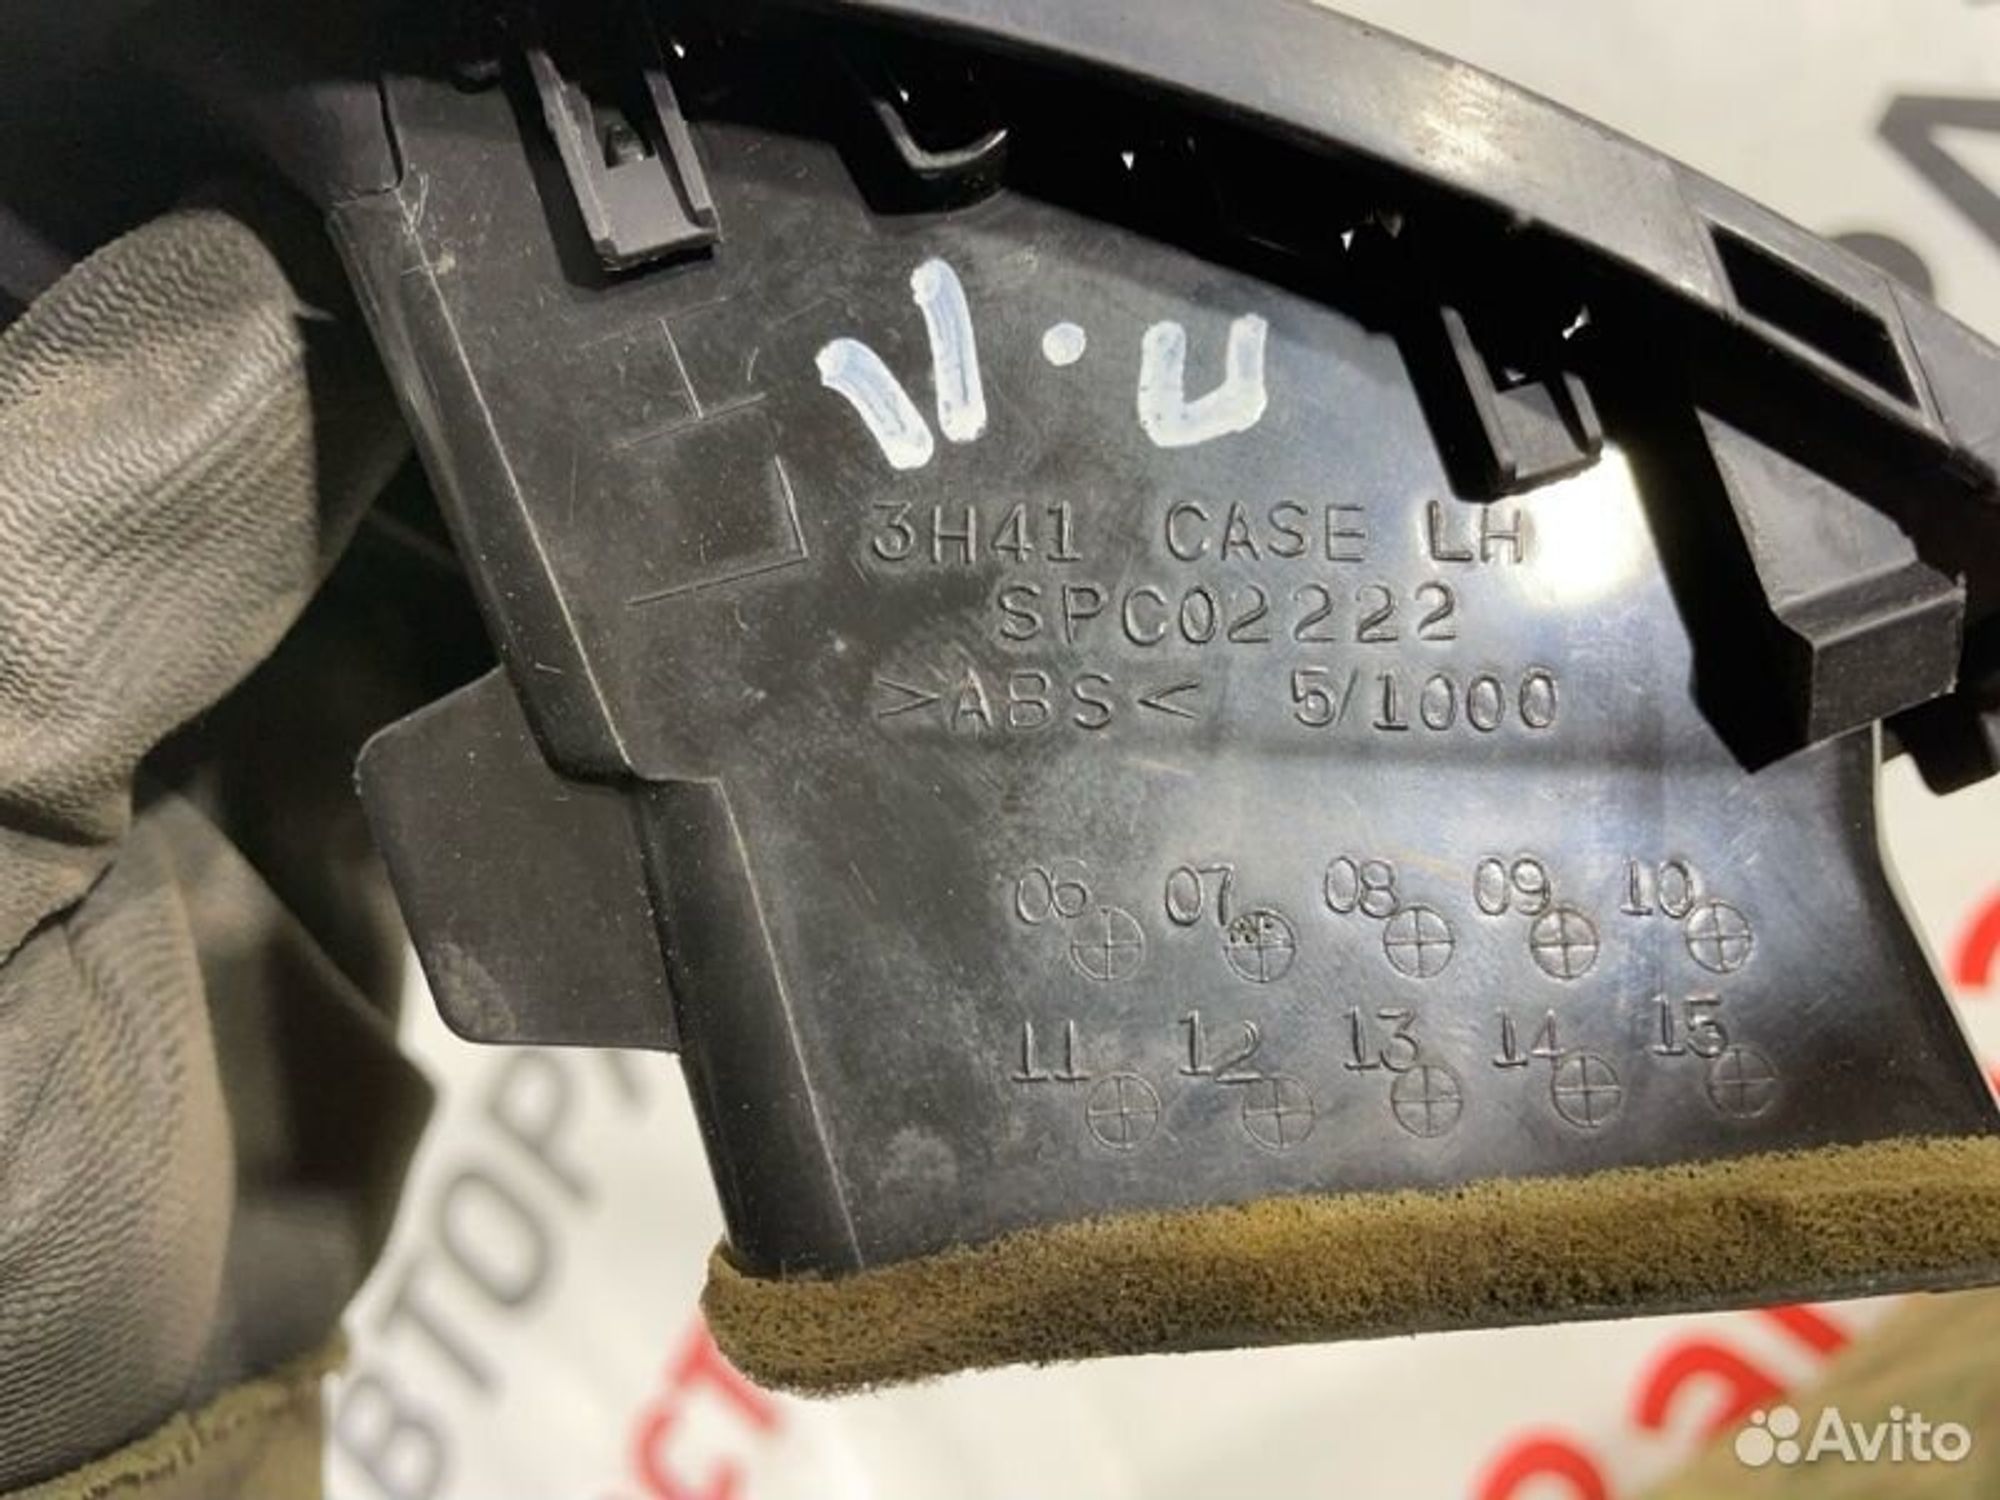 V·U
3H41 CASE LH
SPC02222
>ABS< 5/1000
06 07 08 09 10
11 12 13 14 15
Avito